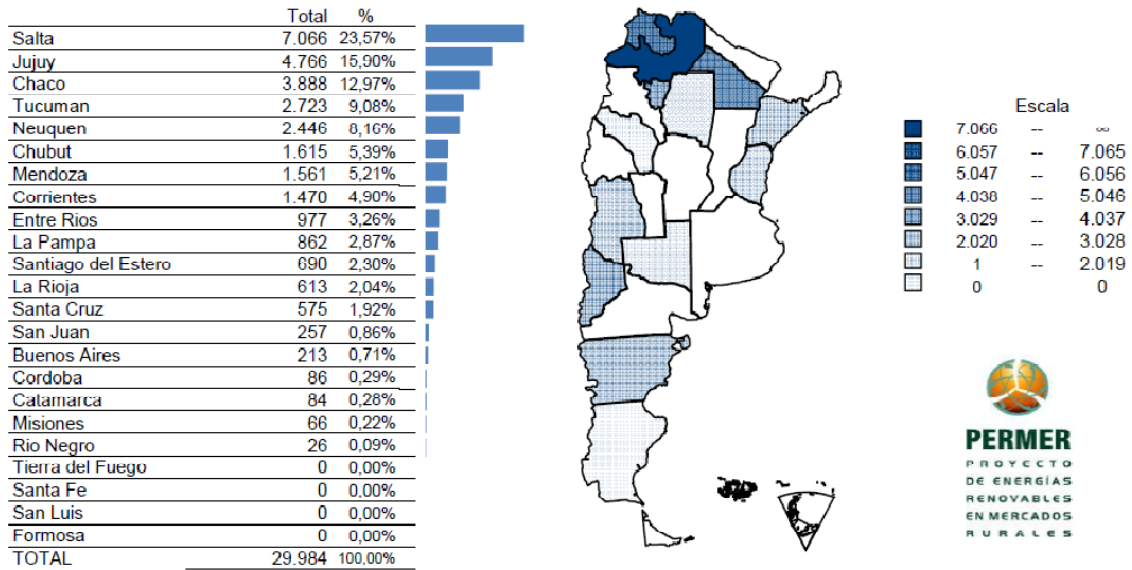 Total %
Salta 7.066 23,57%
Jujuy 4.766 15,90%
Chaco 3.888 12,97%
Tucuman 2.723 9,08%
Neuquen 2.446 8,16%
Chubut 1.615 5,39%
Mendoza 1.561 5,21%
Corrientes 1.470 4,90%
Entre Rios 977 3,26%
La Pampa 862 2,87%
Santiago del Estero 690 2,30%
La Rioja 613 2,04%
Santa Cruz 575 1,92%
San Juan 257 0,86%
Buenos Aires 213 0,71%
Cordoba 86 0,29%
Catamarca 84 0,28%
Misiones 66 0,22%
Rio Negro 26 0,09%
Tierra del Fuego 0 0,00%
Santa Fe 0 0,00%
San Luis 0 0,00%
Formosa 0 0,00%
TOTAL 29.984 100,00%
Escala
7.066 -- ∞
6.057 -- 7.065
5.047 -- 6.056
4.038 -- 5.046
3.029 -- 4.037
2.020 -- 3.028
1 -- 2.019
0 0
PERMER
PROYECTO
DE ENERGÍAS
RENOVABLES
EN MERCADOS
RURALES